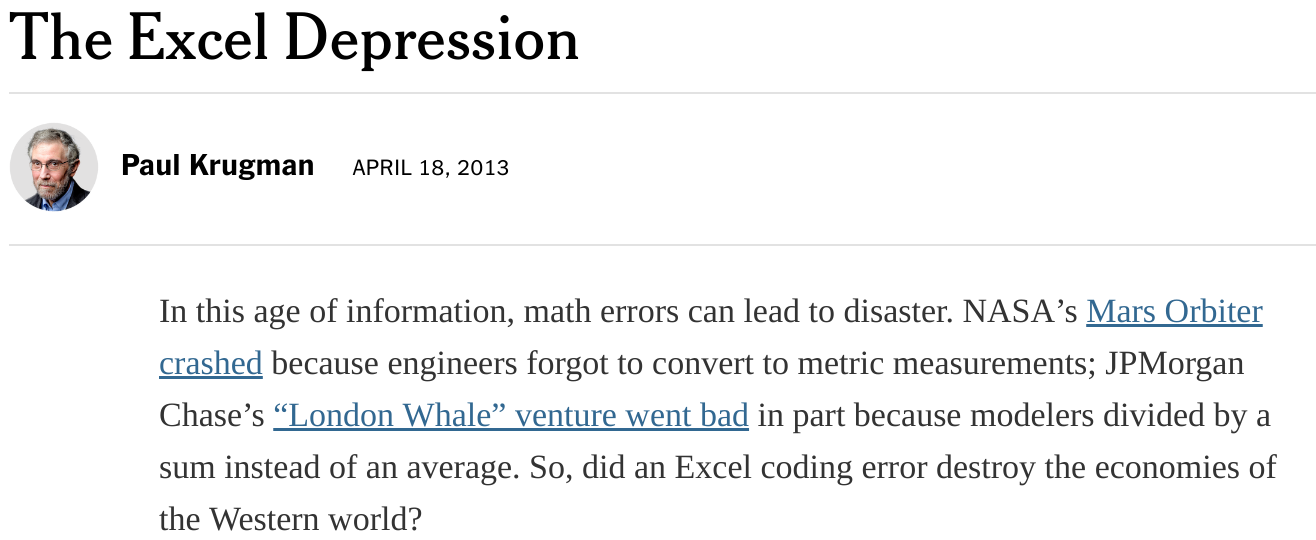 The Excel Depression
Paul Krugman APRIL 18, 2013
In this age of information, math errors can lead to disaster. NASA’s Mars Orbiter
crashed because engineers forgot to convert to metric measurements; JPMorgan
Chase’s “London Whale” venture went bad in part because modelers divided by a
sum instead of an average. So, did an Excel coding error destroy the economies of
the Western world?